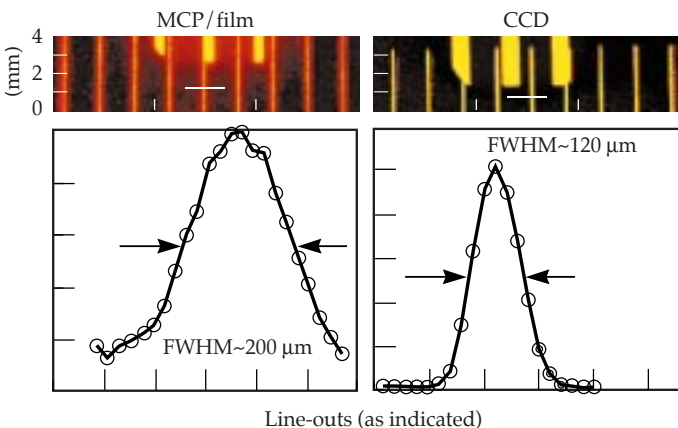 MCP/film
CCD
(mm)
4
2
0
FWHM~200 µm
FWHM~120 µm
Line-outs (as indicated)